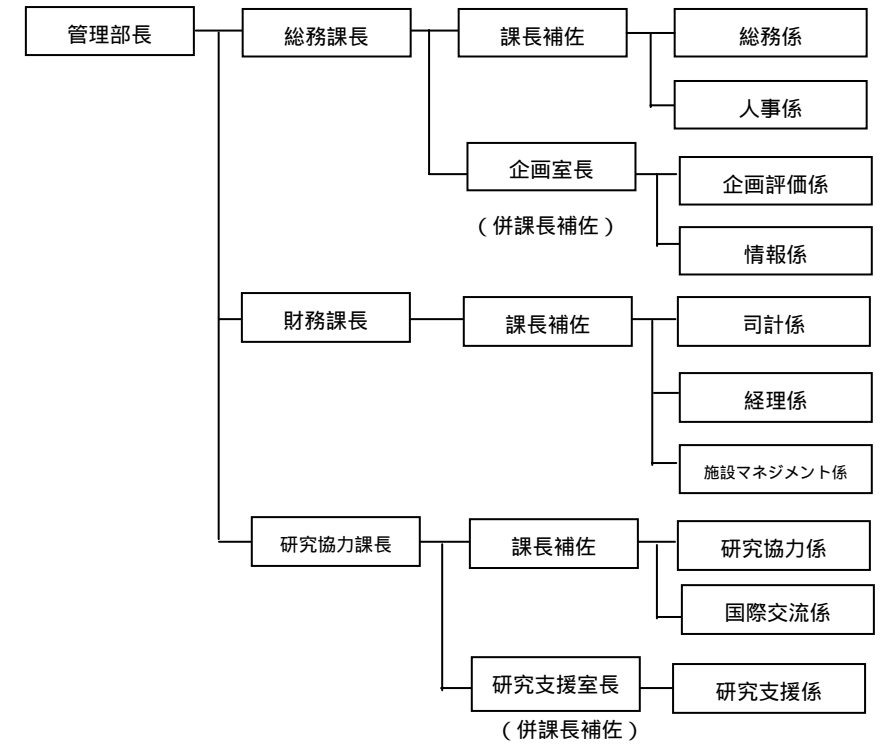 管理部長
総務課長
課長補佐
総務係
人事係
企画室長
(併課長補佐)
企画評価係
情報係
財務課長
課長補佐
司計係
経理係
施設マネジメント係
研究協力課長
課長補佐
研究協力係
国際交流係
研究支援室長
(併課長補佐)
研究支援係